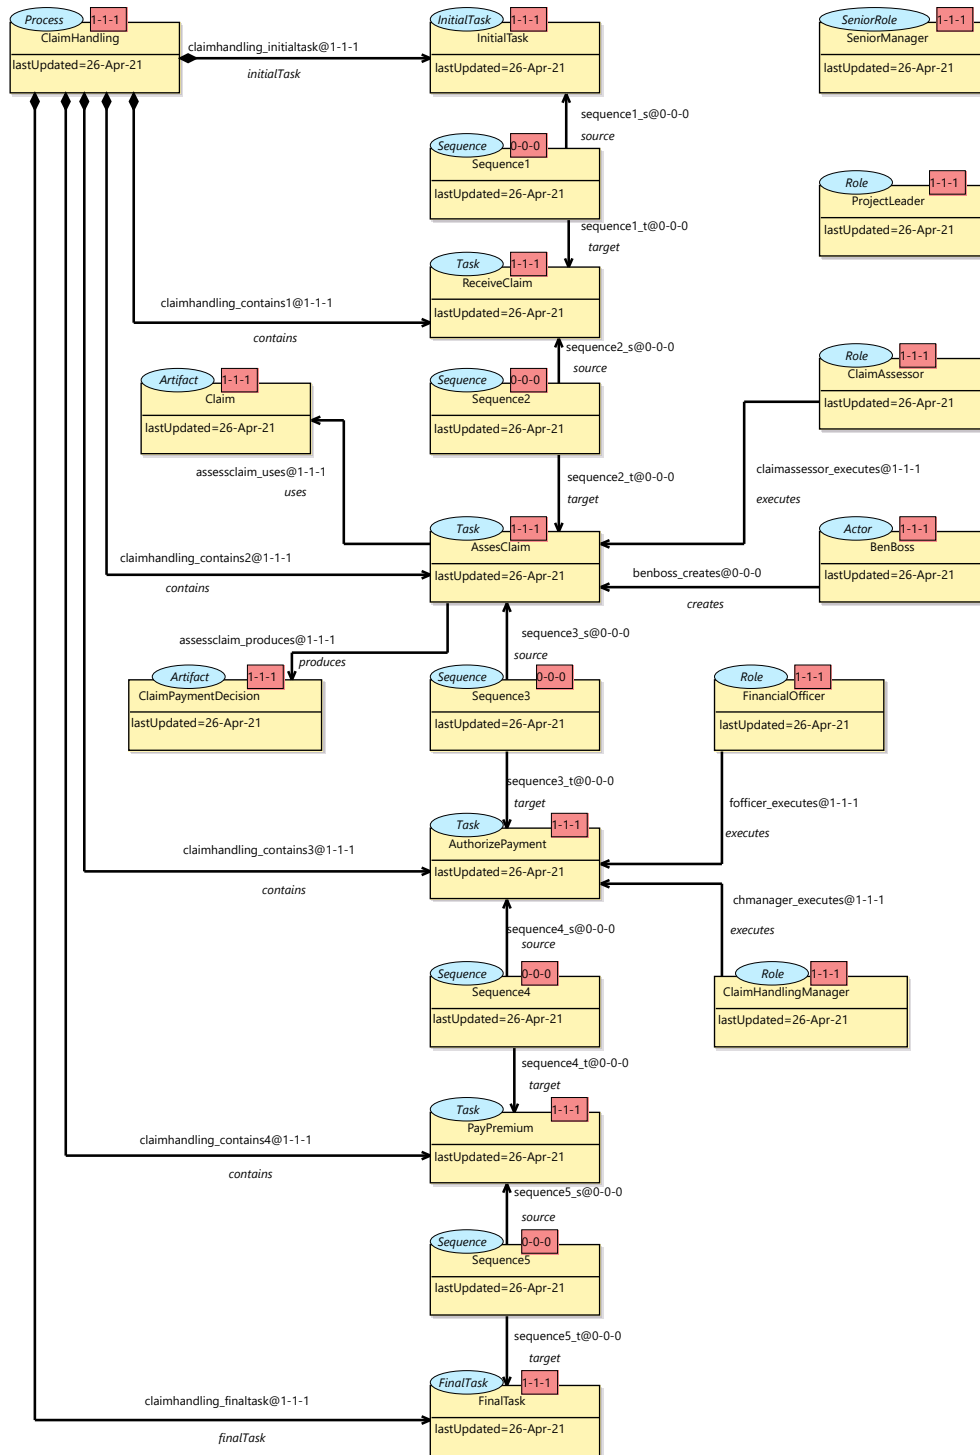 Process 1-1-1
ClaimHandling
lastUpdated=26-Apr-21
claimhandling_initialtask@1-1-1
initialTask
InitialTask 1-1-1
InitialTask
lastUpdated=26-Apr-21
SeniorRole 1-1-1
SeniorManager
lastUpdated=26-Apr-21
sequence1_s@0-0-0
source
Sequence 0-0-0
Sequence1
lastUpdated=26-Apr-21
sequence1_t@0-0-0
target
Role 1-1-1
ProjectLeader
lastUpdated=26-Apr-21
Task 1-1-1
ReceiveClaim
lastUpdated=26-Apr-21
claimhandling_contains1@1-1-1
contains
sequence2_s@0-0-0
source
Artifact 1-1-1
Claim
lastUpdated=26-Apr-21
Sequence 0-0-0
Sequence2
lastUpdated=26-Apr-21
Role 1-1-1
ClaimAssessor
lastUpdated=26-Apr-21
assessclaim_uses@1-1-1
uses
sequence2_t@0-0-0
target
claimassessor_executes@1-1-1
executes
Task 1-1-1
AssesClaim
lastUpdated=26-Apr-21
Actor 1-1-1
BenBoss
lastUpdated=26-Apr-21
claimhandling_contains2@1-1-1
contains
benboss_creates@0-0-0
creates
assessclaim_produces@1-1-1
produces
sequence3_s@0-0-0
source
Artifact 1-1-1
ClaimPaymentDecision
lastUpdated=26-Apr-21
Sequence 0-0-0
Sequence3
lastUpdated=26-Apr-21
Role 1-1-1
FinancialOfficer
lastUpdated=26-Apr-21
sequence3_t@0-0-0
target
fofficer_executes@1-1-1
executes
Task 1-1-1
AuthorizePayment
lastUpdated=26-Apr-21
claimhandling_contains3@1-1-1
contains
chmanager_executes@1-1-1
executes
sequence4_s@0-0-0
source
Sequence 0-0-0
Sequence4
lastUpdated=26-Apr-21
Role 1-1-1
ClaimHandlingManager
lastUpdated=26-Apr-21
sequence4_t@0-0-0
target
Task 1-1-1
PayPremium
lastUpdated=26-Apr-21
claimhandling_contains4@1-1-1
contains
sequence5_s@0-0-0
source
Sequence 0-0-0
Sequence5
lastUpdated=26-Apr-21
sequence5_t@0-0-0
target
FinalTask 1-1-1
FinalTask
lastUpdated=26-Apr-21
claimhandling_finaltask@1-1-1
finalTask